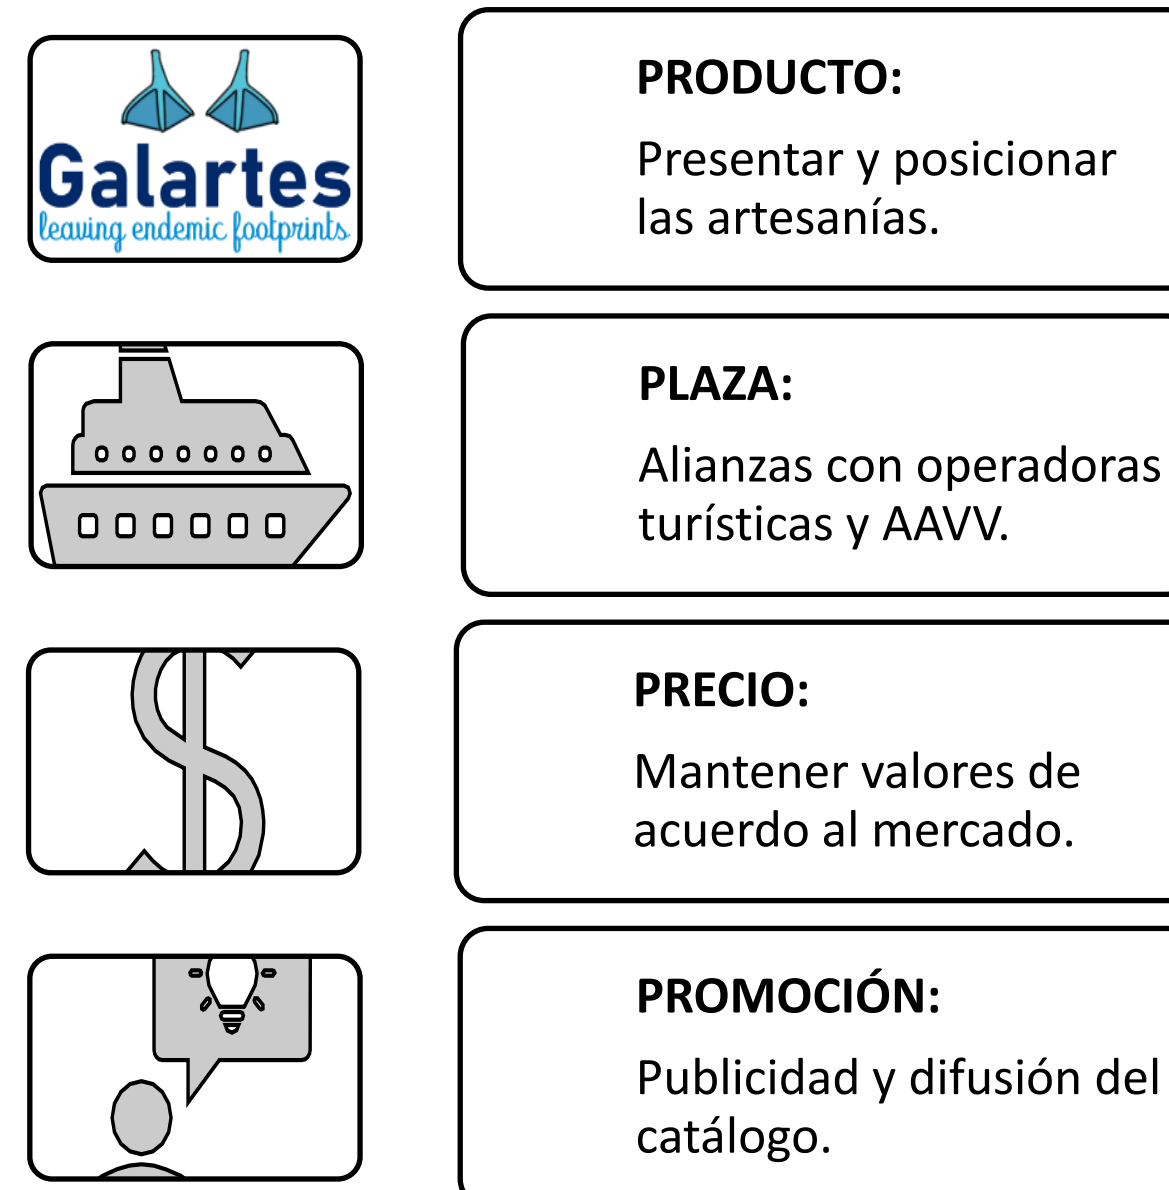 Galartes
leaving endemic footprints
PRODUCTO:
Presentar y posicionar
las artesanías.
PLAZA:
Alianzas con operadoras
turísticas y AAVV.
PRECIO:
Mantener valores de
acuerdo al mercado.
PROMOCIÓN:
Publicidad y difusión del
catálogo.